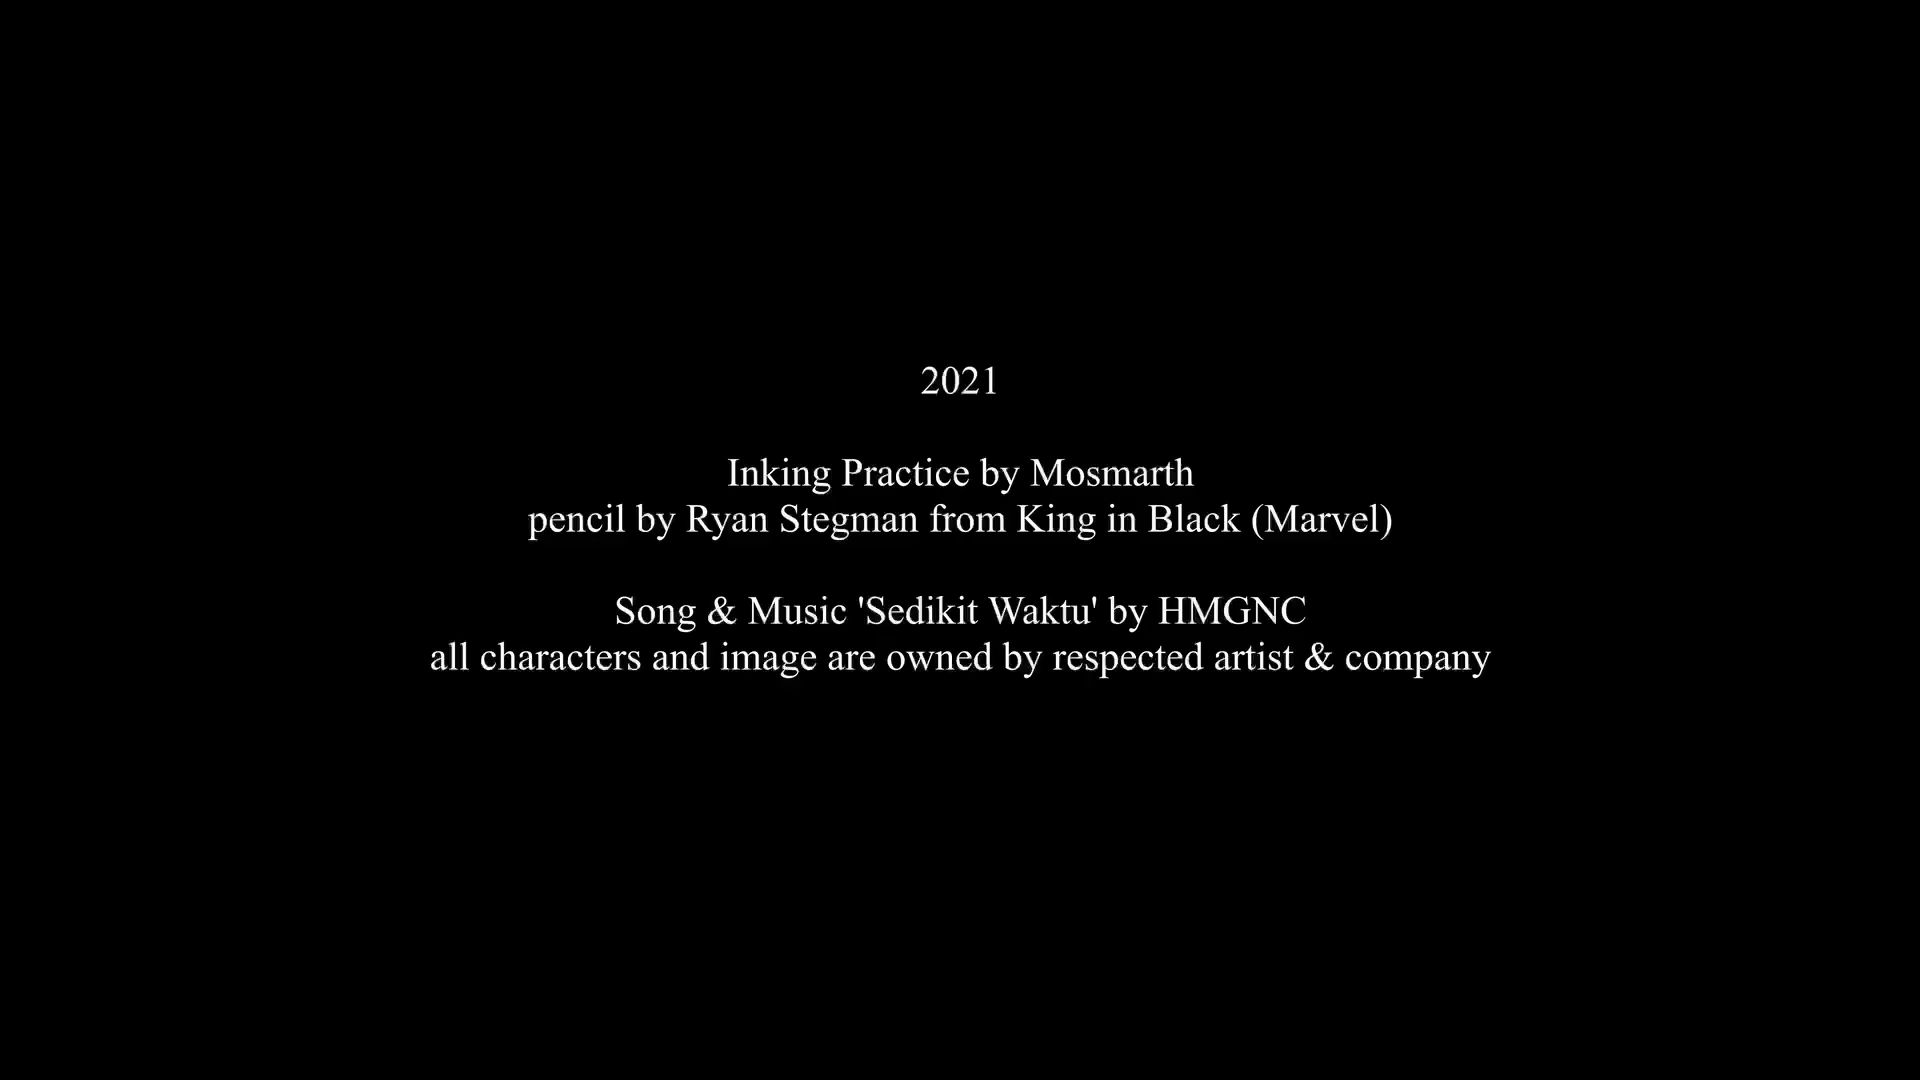 2021
Inking Practice by Mosmarth
pencil by Ryan Stegman from King in Black (Marvel)
Song & Music 'Sedikit Waktu' by HMGNC
all characters and image are owned by respected artist & company